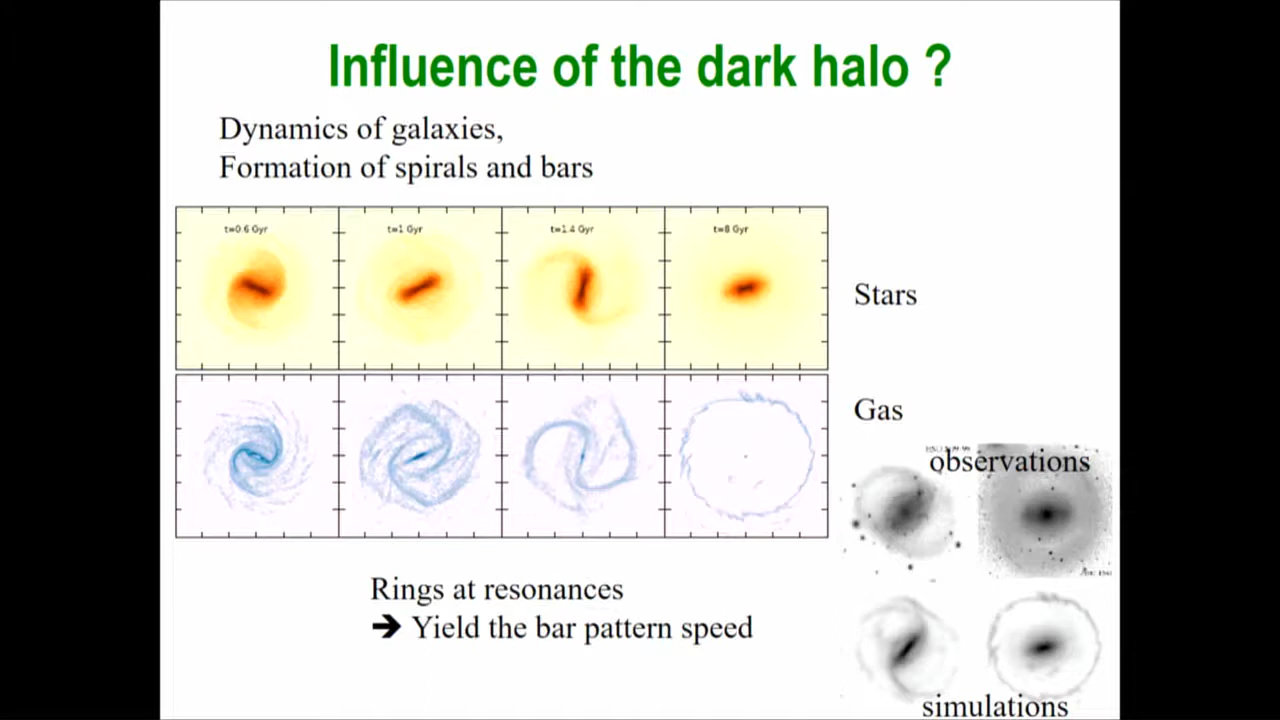 Influence of the dark halo ?
Dynamics of galaxies,
Formation of spirals and bars
t=0.6 Gyr
t=1 Gyr
t=1.4 Gyr
t=8 Gyr
Stars
Gas
observations
Rings at resonances
➔ Yield the bar pattern speed
simulations